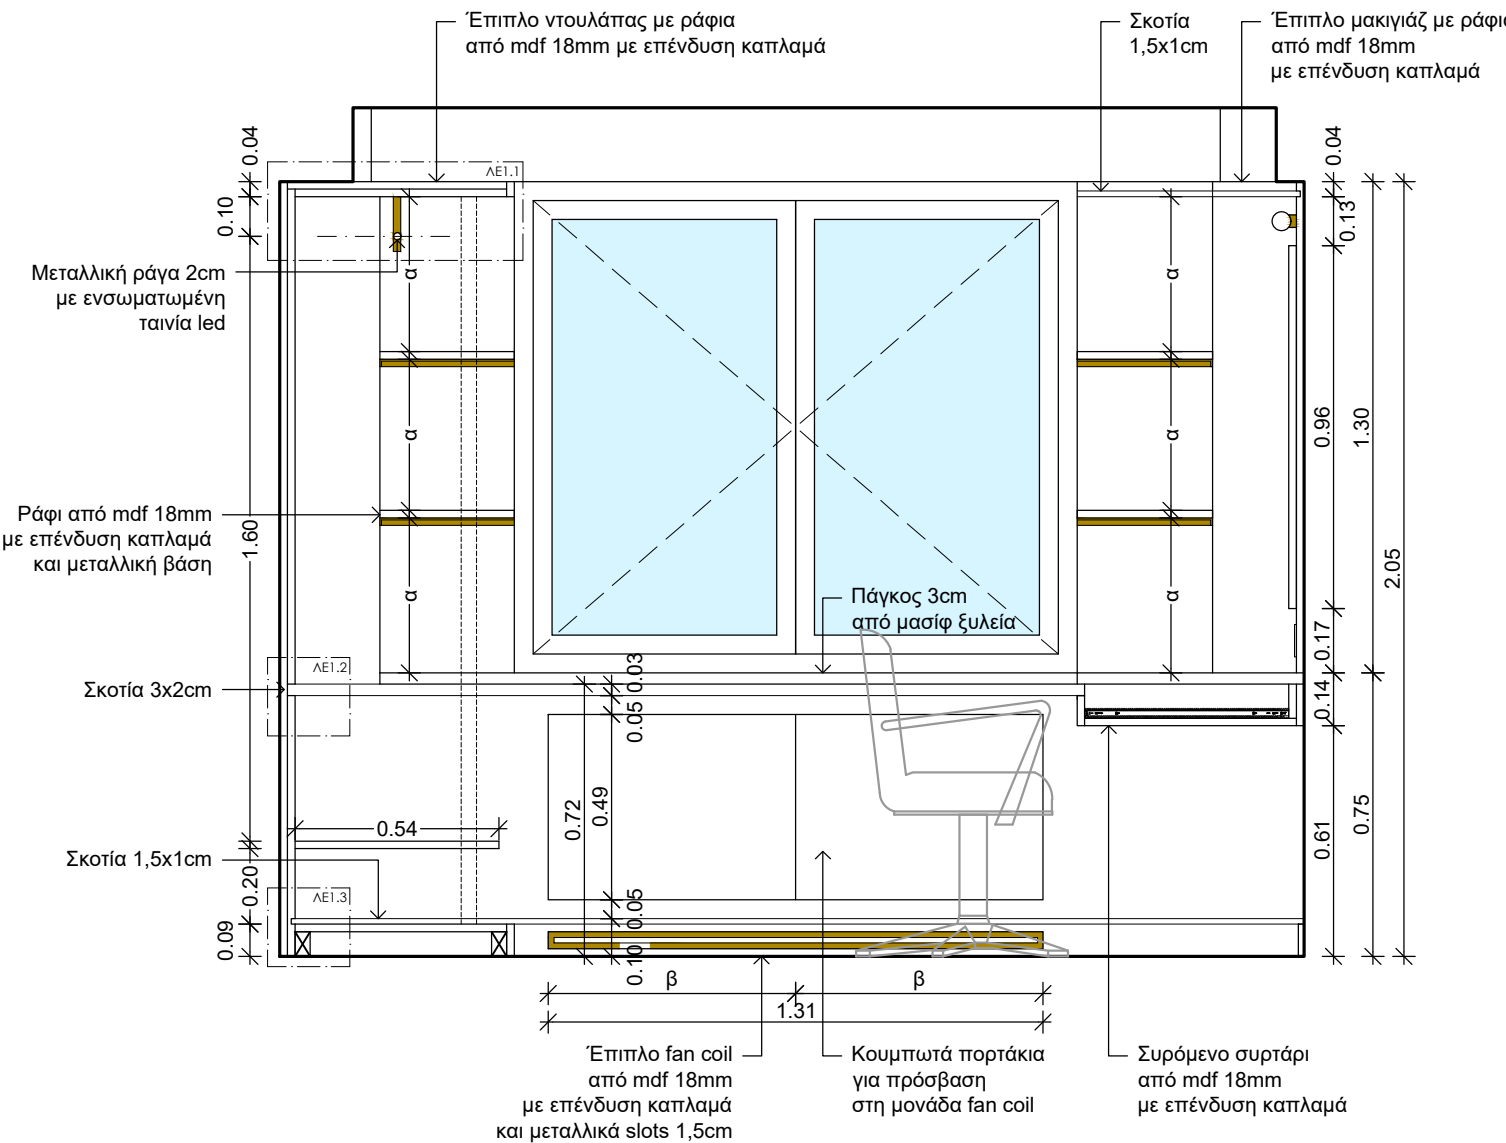 Έπιπλο ντουλάπας με ράφια
από mdf 18mm με επένδυση καπλαμά
Σκοτία
1,5x1cm
Έπιπλο μακιγιάζ με ράφια
από mdf 18mm
με επένδυση καπλαμά
0.04
0.10
1.60
0.20
0.09
ΛΕ1.1
Μεταλλική ράγα 2cm
με ενσωματωμένη
ταινία led
α
α
α
Ράφι από mdf 18mm
με επένδυση καπλαμά
και μεταλλική βάση
ΛΕ1.2
Σκοτία 3x2cm
0.54
Σκοτία 1,5x1cm
ΛΕ1.3
Πάγκος 3cm
από μασίφ ξυλεία
0.03
0.05
0.72
0.49
0.05
0.10
α
α
α
0.04
0.13
0.96
0.17
0.14
0.61
1.30
0.75
2.05
β
β
1.31
Έπιπλο fan coil
από mdf 18mm
με επένδυση καπλαμά
και μεταλλικά slots 1,5cm
Κουμπωτά πορτάκια
για πρόσβαση
στη μονάδα fan coil
Συρόμενο συρτάρι
από mdf 18mm
με επένδυση καπλαμά